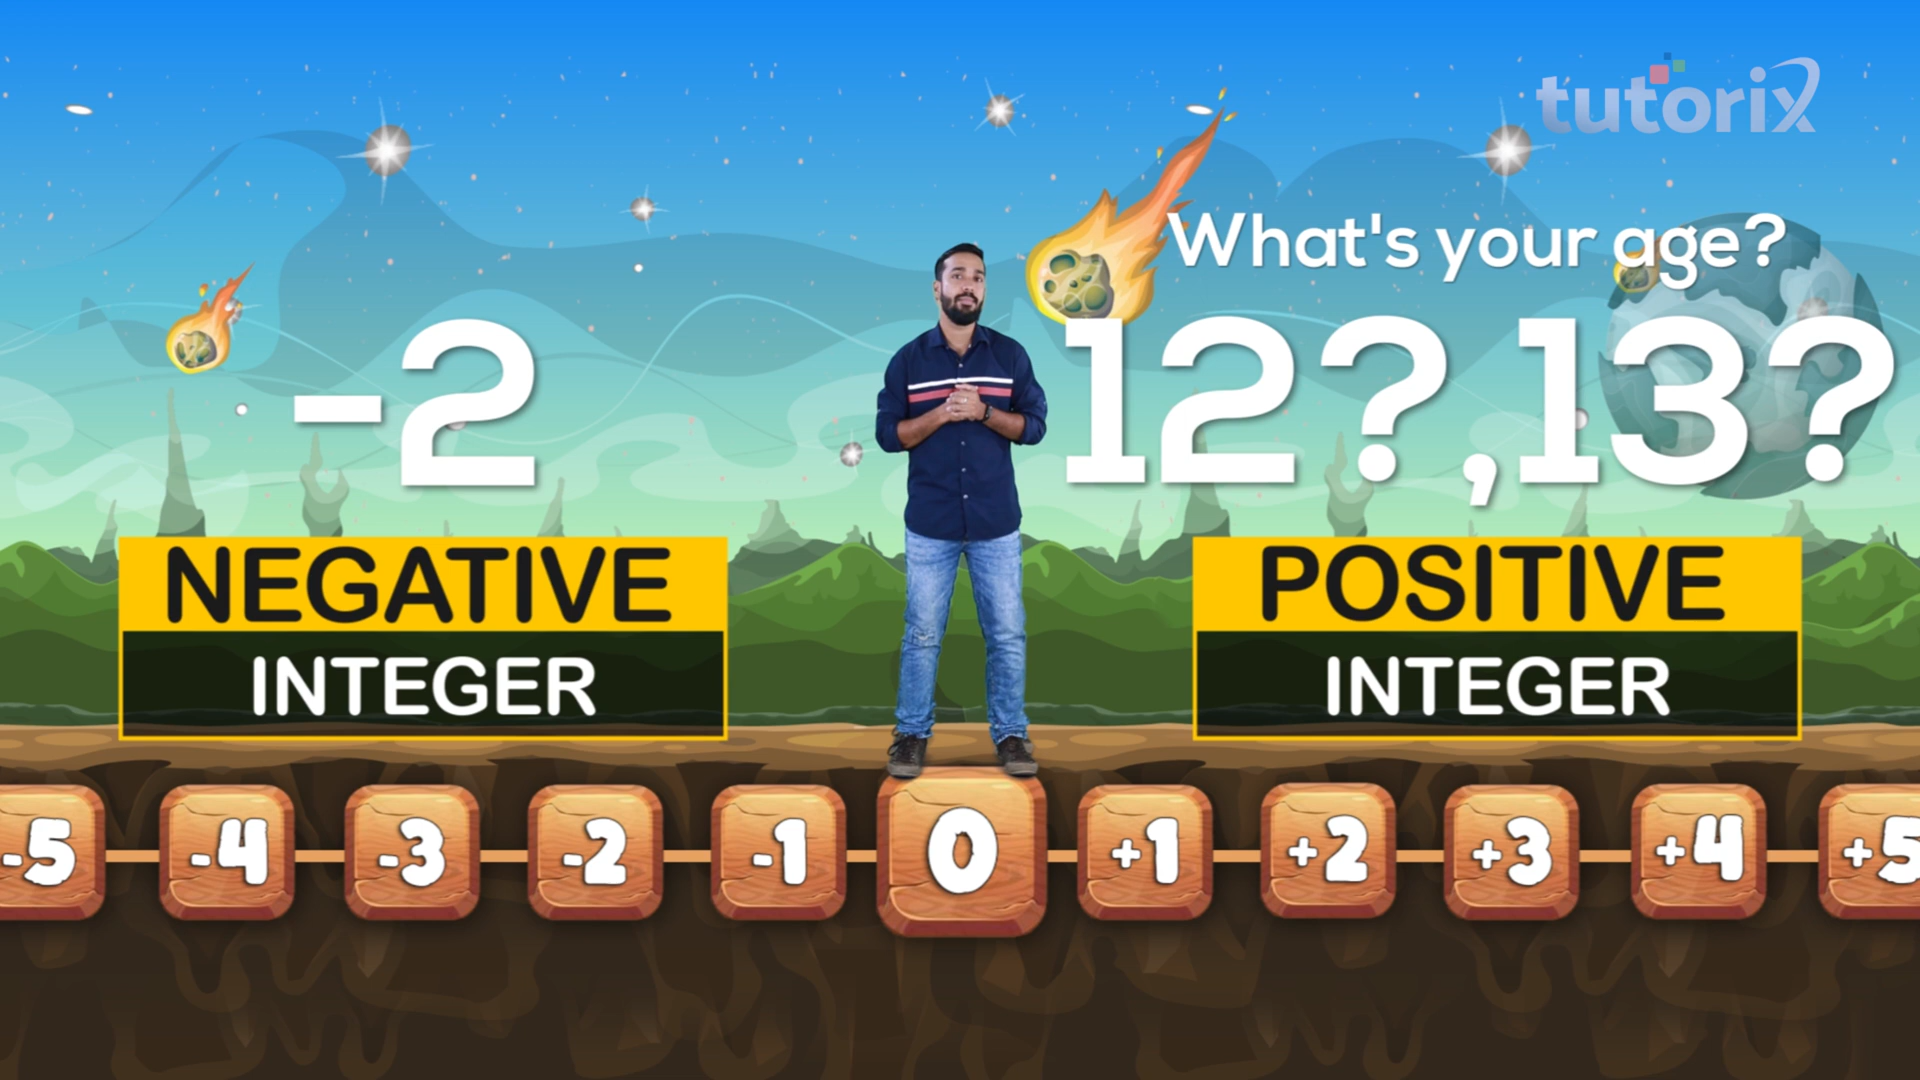 tutorix
What's your age?
-2
12?,13?
NEGATIVE
INTEGER
POSITIVE
INTEGER
-5 -4 -3 -2 -1 0 +1 +2 +3 +4 +5